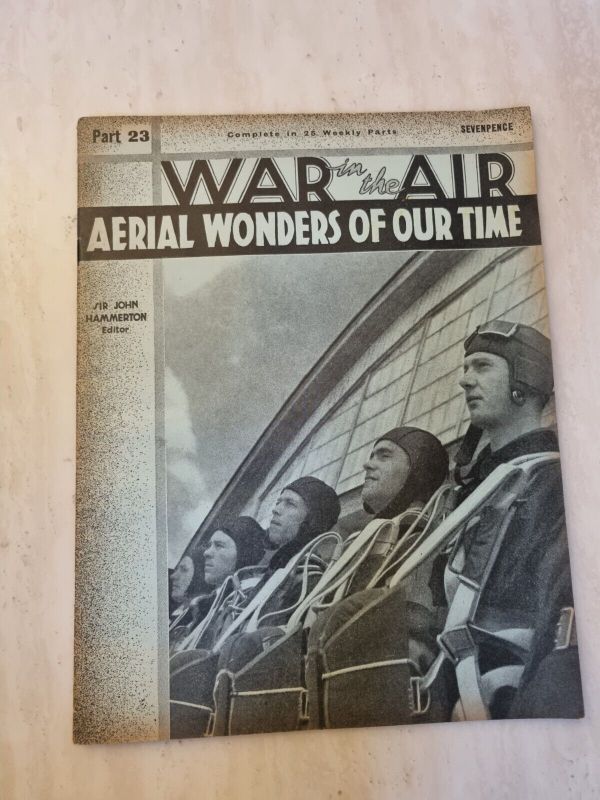 Part 23
Complete in 25 Weekly Parts
SEVENPENCE
WAR in the AIR
AERIAL WONDERS OF OUR TIME
SIR JOHN
HAMMERTON
Editor